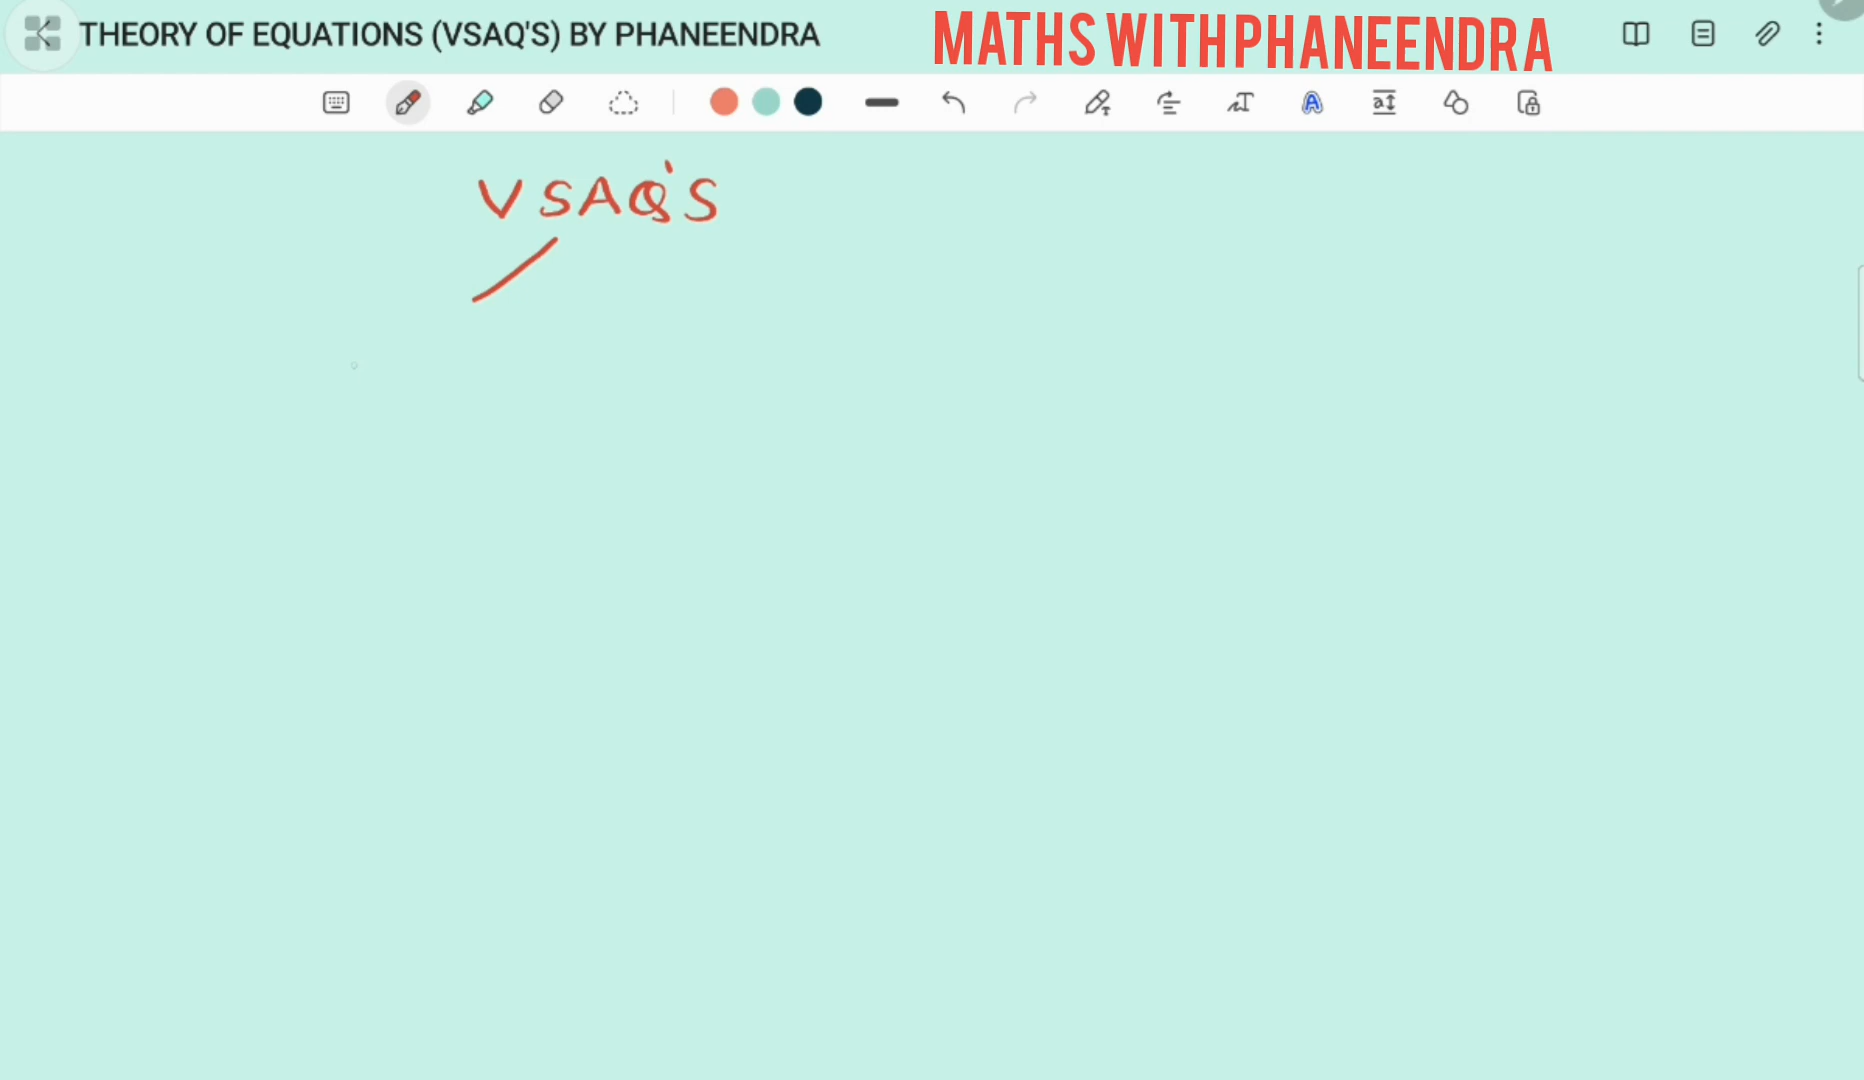 THEORY OF EQUATIONS (VSAQ'S) BY PHANEENDRA
MATHS WITH PHANEENDRA
VSAQ'S